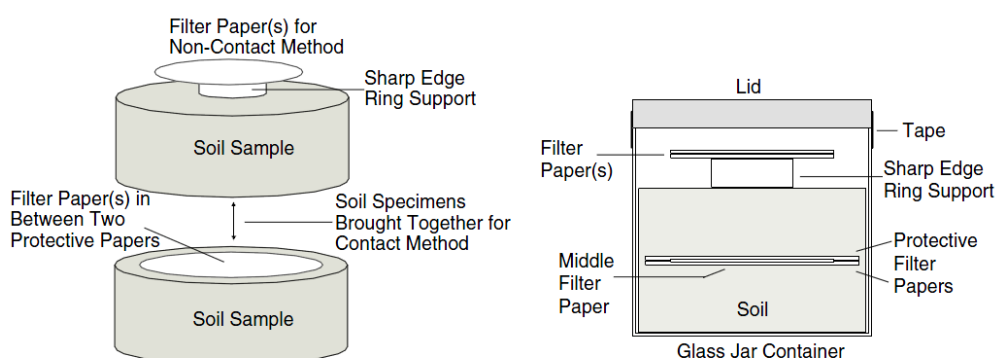 Filter Paper(s) for
Non-Contact Method
Sharp Edge
Ring Support
Soil Sample
Filter Paper(s) in
Between Two
Protective Papers
Soil Specimens
Brought Together for
Contact Method
Soil Sample
Lid
Tape
Filter
Paper(s)
Sharp Edge
Ring Support
Middle
Filter
Paper
Protective
Filter
Papers
Soil
Glass Jar Container